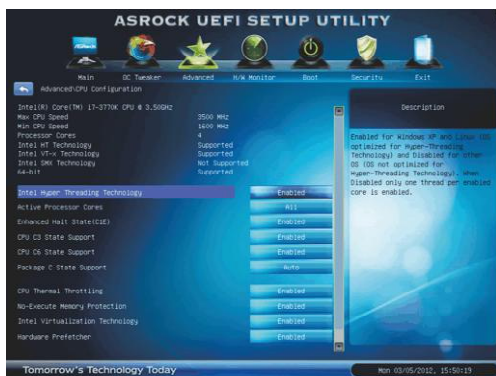 ASROCK UEFI SETUP UTILITY
Main OC Tweaker Advanced H/W Monitor Boot Security Exit
Advanced\CPU Configuration
Description
Intel(R) Core(TM) i7-3770K CPU @ 3.50GHz
Max CPU Speed 3500 MHz
Min CPU Speed 1600 MHz
Processor Cores 4
Intel HT Technology Supported
Intel VT-x Technology Supported
Intel SMX Technology Not Supported
64-bit Supported
Enabled for Windows XP and Linux (OS
optimized for Hyper-Threading
Technology) and Disabled for other
OS (OS not optimized for
Hyper-Threading Technology). When
Disabled only one thread per enabled
core is enabled.
Intel Hyper Threading Technology Enabled
Active Processor Cores All
Enhanced Halt State(C1E) Enabled
CPU C3 State Support Enabled
CPU C6 State Support Enabled
Package C State Support Auto
CPU Thermal Throttling Enabled
No-Execute Memory Protection Enabled
Intel Virtualization Technology Enabled
Hardware Prefetcher Enabled
Tomorrow's Technology Today
Mon 03/05/2012, 15:50:19